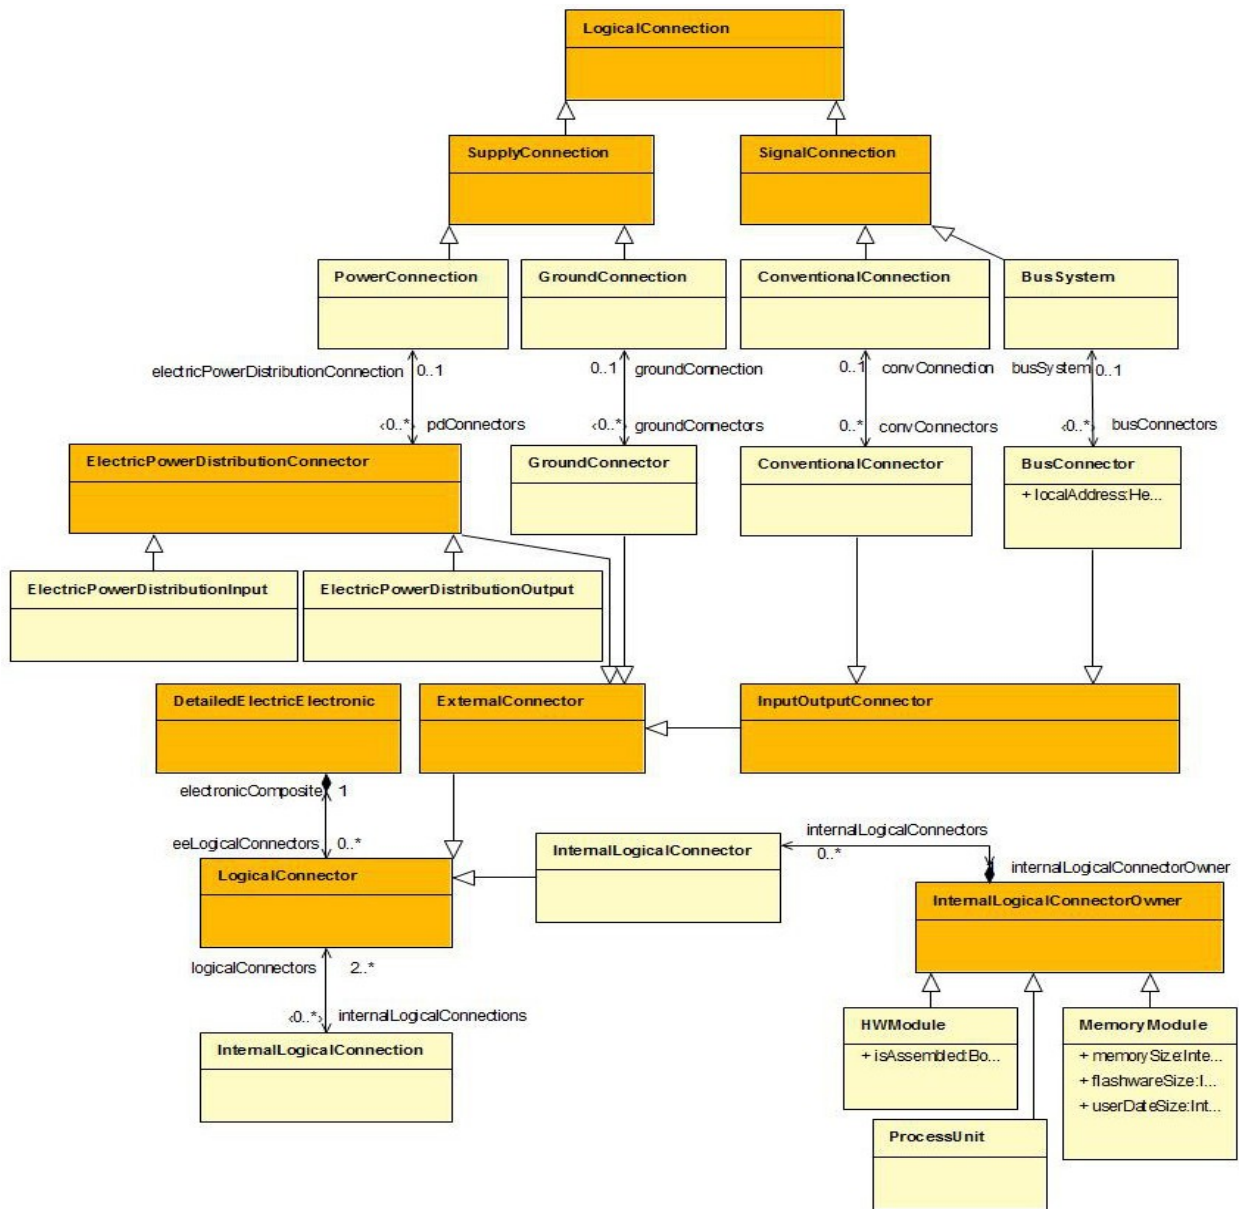 LogicalConnection
SupplyConnection
SignalConnection
PowerConnection
GroundConnection
ConventionalConnection
BusSystem
electricPowerDistributionConnection 0..1
0..1 groundConnection
0..1 convConnection
busSystem 0..1
<0..*> pdConnectors
<0..*> groundConnectors
0..* convConnectors
<0..*> busConnectors
ElectricPowerDistributionConnector
GroundConnector
ConventionalConnector
BusConnector
+ localAddress:He...
ElectricPowerDistributionInput
ElectricPowerDistributionOutput
DetailedElectricElectronic
ExternalConnector
InputOutputConnector
electronicComposite 1
eeLogicalConnectors 0..*
InternalLogicalConnector
internalLogicalConnectors
0..*
internalLogicalConnectorOwner
LogicalConnector
InternalLogicalConnectorOwner
logicalConnectors 2..*
<0..*> internalLogicalConnections
InternalLogicalConnection
HWModule
+ isAssembled:Bo...
MemoryModule
+ memorySize:Inte...
+ flashwareSize:I...
+ userDateSize:Int...
ProcessUnit